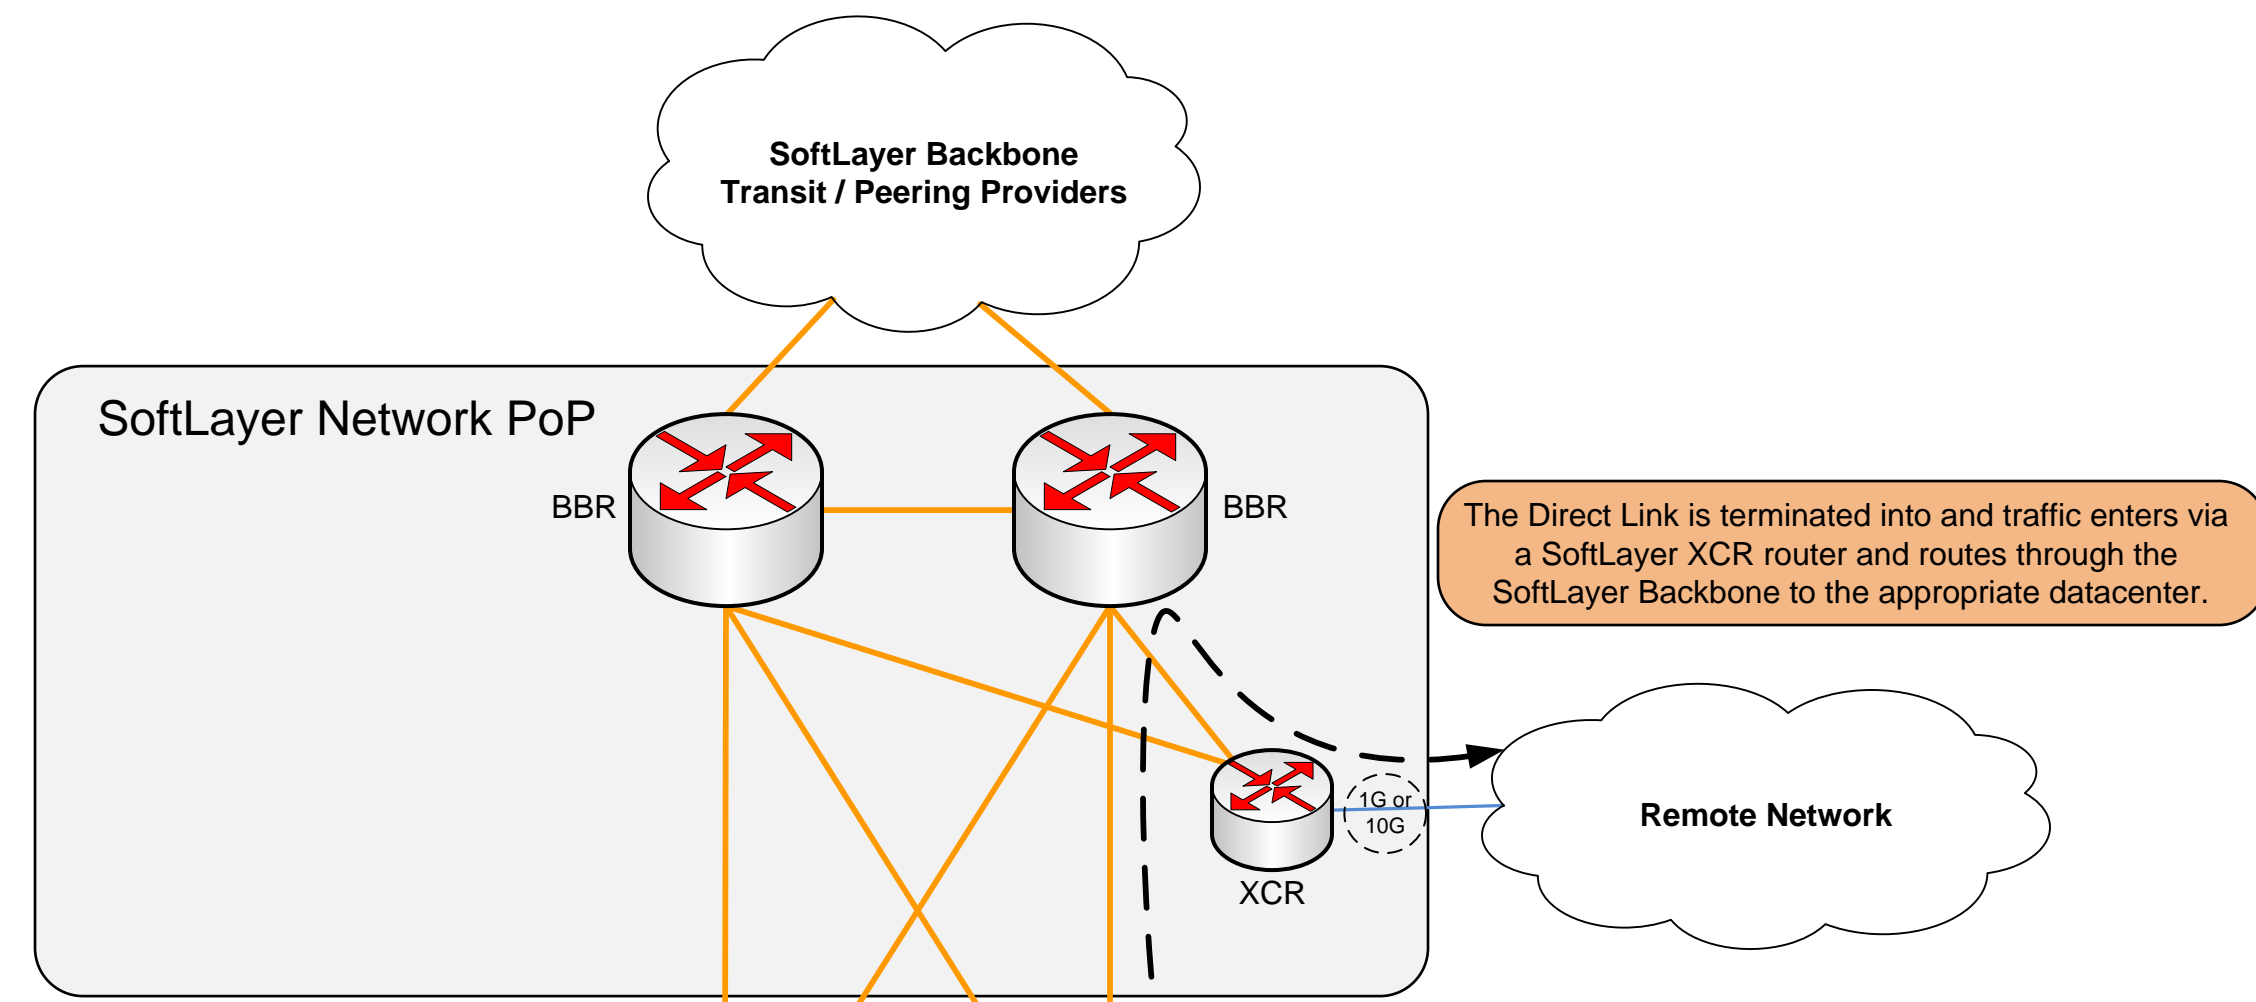 SoftLayer Backbone
Transit / Peering Providers
SoftLayer Network PoP
BBR
BBR
The Direct Link is terminated into and traffic enters via
a SoftLayer XCR router and routes through the
SoftLayer Backbone to the appropriate datacenter.
1G or
10G
Remote Network
XCR